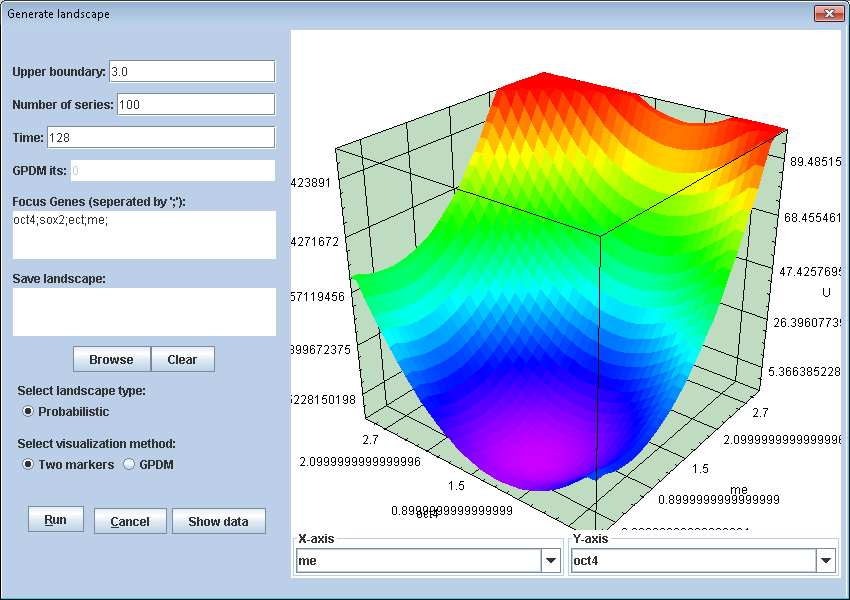 Generate landscape
Upper boundary: 3.0
Number of series: 100
Time: 128
GPDM its: 0
Focus Genes (seperated by ';'):
oct4;sox2;ect;me;
Save landscape:
Browse Clear
Select landscape type:
Probabilistic
Select visualization method:
Two markers GPDM
Run Cancel Show data
423891
4271672
57119456
399672375
5228150198
89.48515
68.455461
47.425769
U
26.3960773
5.366385228
2.7
2.0999999999999996
1.5
0.8999999999999999
oct4
2.7
2.099999999999999
1.5
me
0.8999999999999999
X-axis
me
Y-axis
oct4